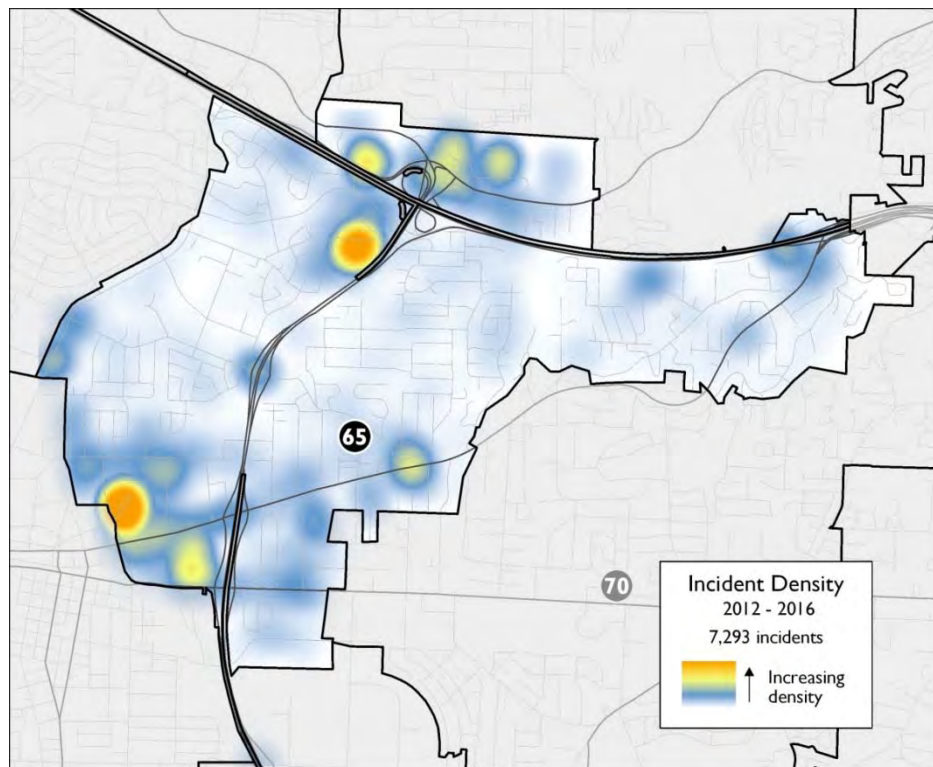 65
70
Incident Density
2012 - 2016
7,293 incidents
Increasing
density